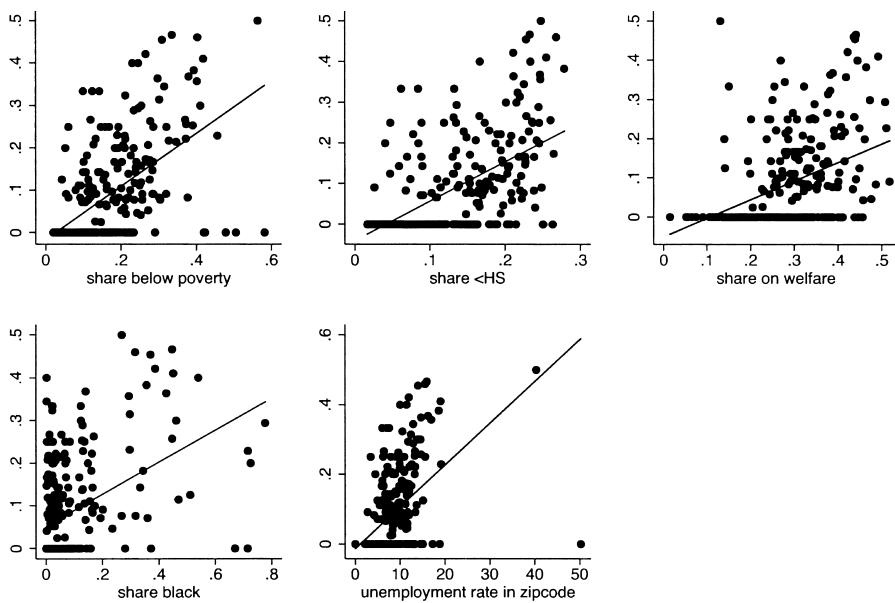 .5 .5 .5
.4 .4 .4
.3 .3 .3
.2 .2 .2
.1 .1 .1
0 0 0
0 .2 .4 .6 0 .1 .2 .3 0 .1 .2 .3 .4 .5
share below poverty share <HS share on welfare
.5 .6
.4
.3 .4
.2 .2
.1
0 0
0 .2 .4 .6 .8 0 10 20 30 40 50
share black unemployment rate in zipcode